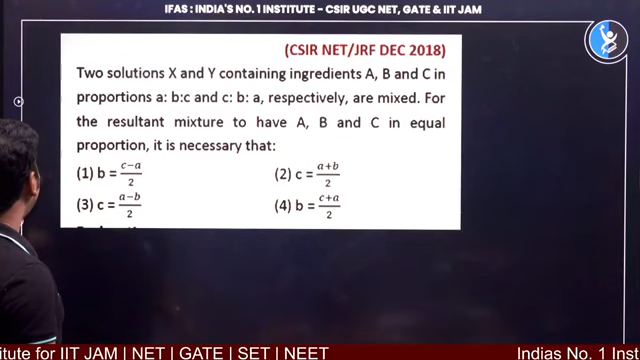 IFAS : INDIA'S NO. 1 INSTITUTE – CSIR UGC NET, GATE & IIT JAM
(CSIR NET/JRF DEC 2018)
Two solutions X and Y containing ingredients A, B and C in
proportions a: b:c and c: b: a, respectively, are mixed. For
the resultant mixture to have A, B and C in equal
proportion, it is necessary that:
(1) b = c−a/2 (2) c = a+b/2
(3) c = a−b/2 (4) b = c+a/2
itute for IIT JAM | NET | GATE | SET | NEET Indias No. 1 Inst